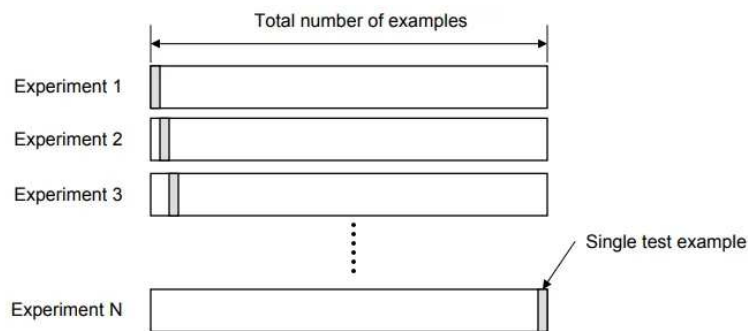 Total number of examples
Experiment 1
Experiment 2
Experiment 3
Single test example
Experiment N